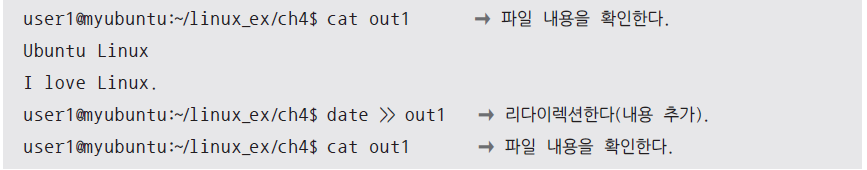 user1@myubuntu:~/linux_ex/ch4$ cat out1 → 파일 내용을 확인한다.
Ubuntu Linux
I love Linux.
user1@myubuntu:~/linux_ex/ch4$ date >> out1 → 리다이렉션한다(내용 추가).
user1@myubuntu:~/linux_ex/ch4$ cat out1 → 파일 내용을 확인한다.